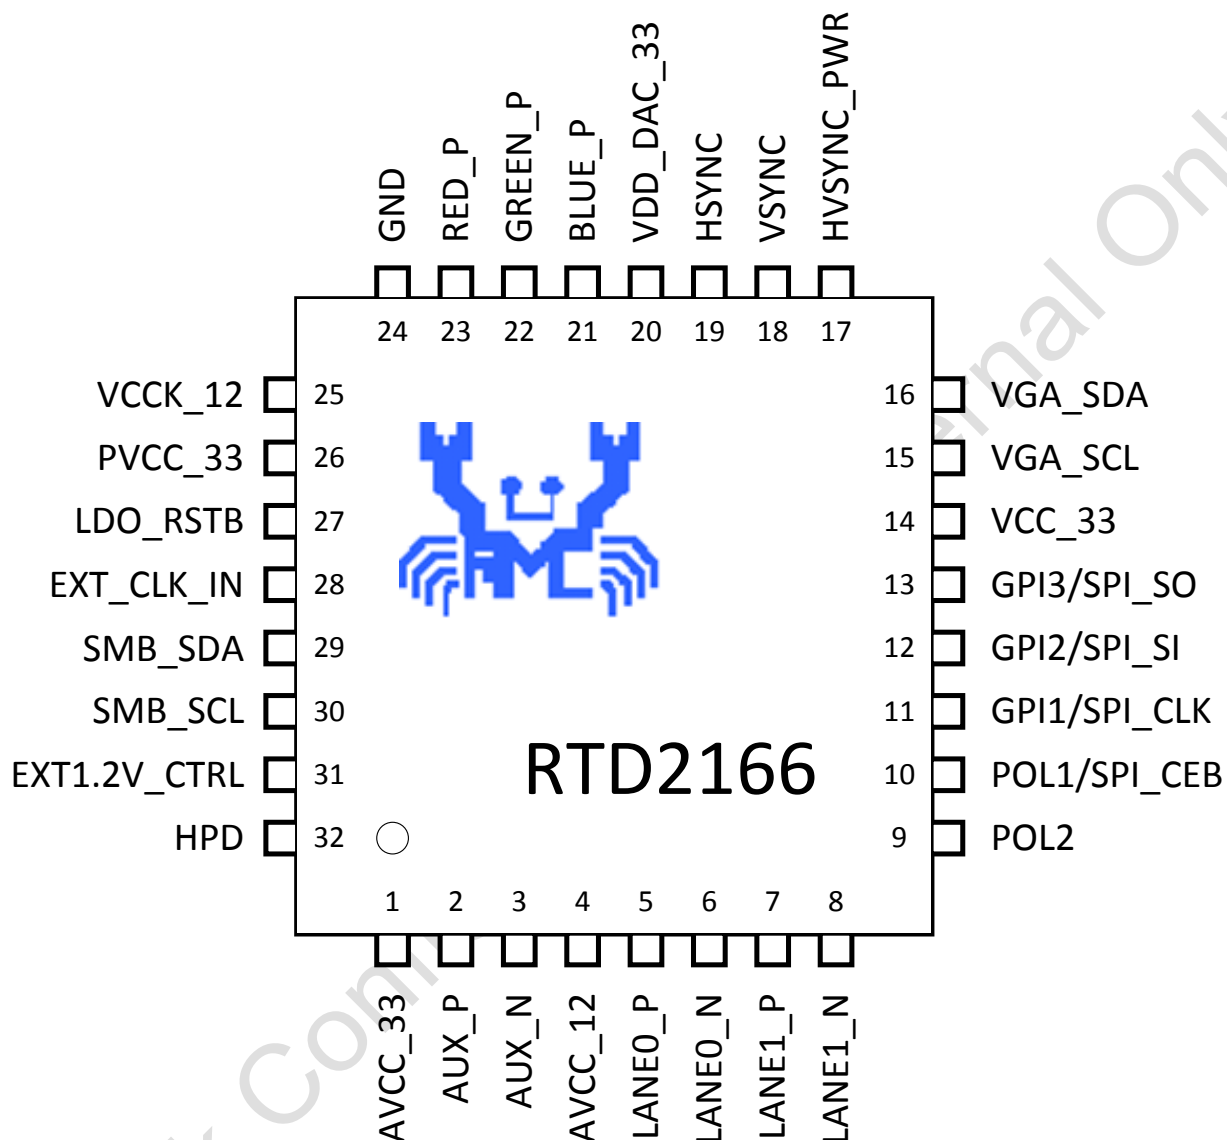 GND
RED_P
GREEN_P
BLUE_P
VDD_DAC_33
HSYNC
VSYNC
HVSYNC_PWR
24 23 22 21 20 19 18 17
VCCK_12 25 16 VGA_SDA
PVCC_33 26 15 VGA_SCL
LDO_RSTB 27 14 VCC_33
EXT_CLK_IN 28 13 GPI3/SPI_SO
SMB_SDA 29 12 GPI2/SPI_SI
SMB_SCL 30 11 GPI1/SPI_CLK
EXT1.2V_CTRL 31 RTD2166 10 POL1/SPI_CEB
HPD 32 9 POL2
1 2 3 4 5 6 7 8
AVCC_33
AUX_P
AUX_N
AVCC_12
LANE0_P
LANE0_N
LANE1_P
LANE1_N